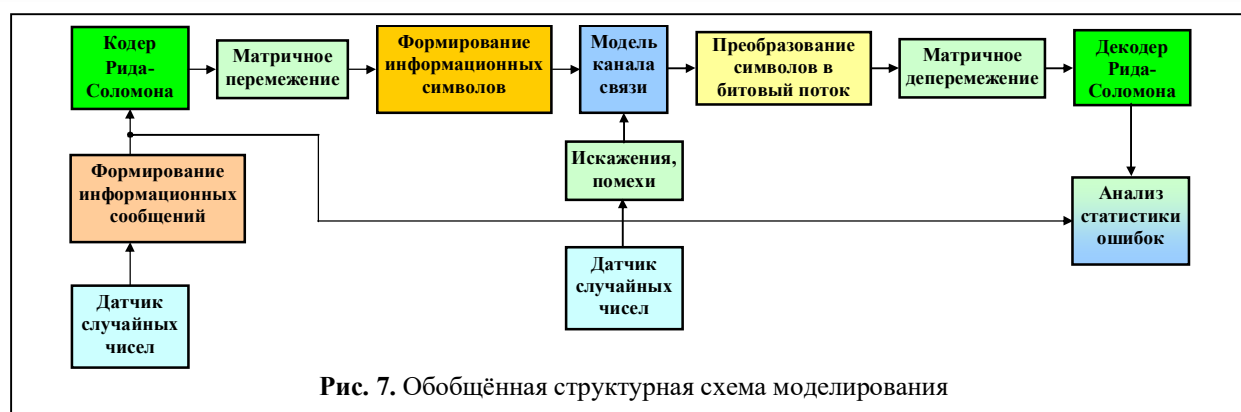 Кодер
Рида-
Соломона
Матричное
перемежение
Формирование
информационных
символов
Модель
канала
связи
Преобразование
символов в
битовый поток
Матричное
деперемежение
Декодер
Рида-
Соломона
Формирование
информационных
сообщений
Искажения,
помехи
Анализ
статистики
ошибок
Датчик
случайных
чисел
Датчик
случайных
чисел
Рис. 7. Обобщённая структурная схема моделирования